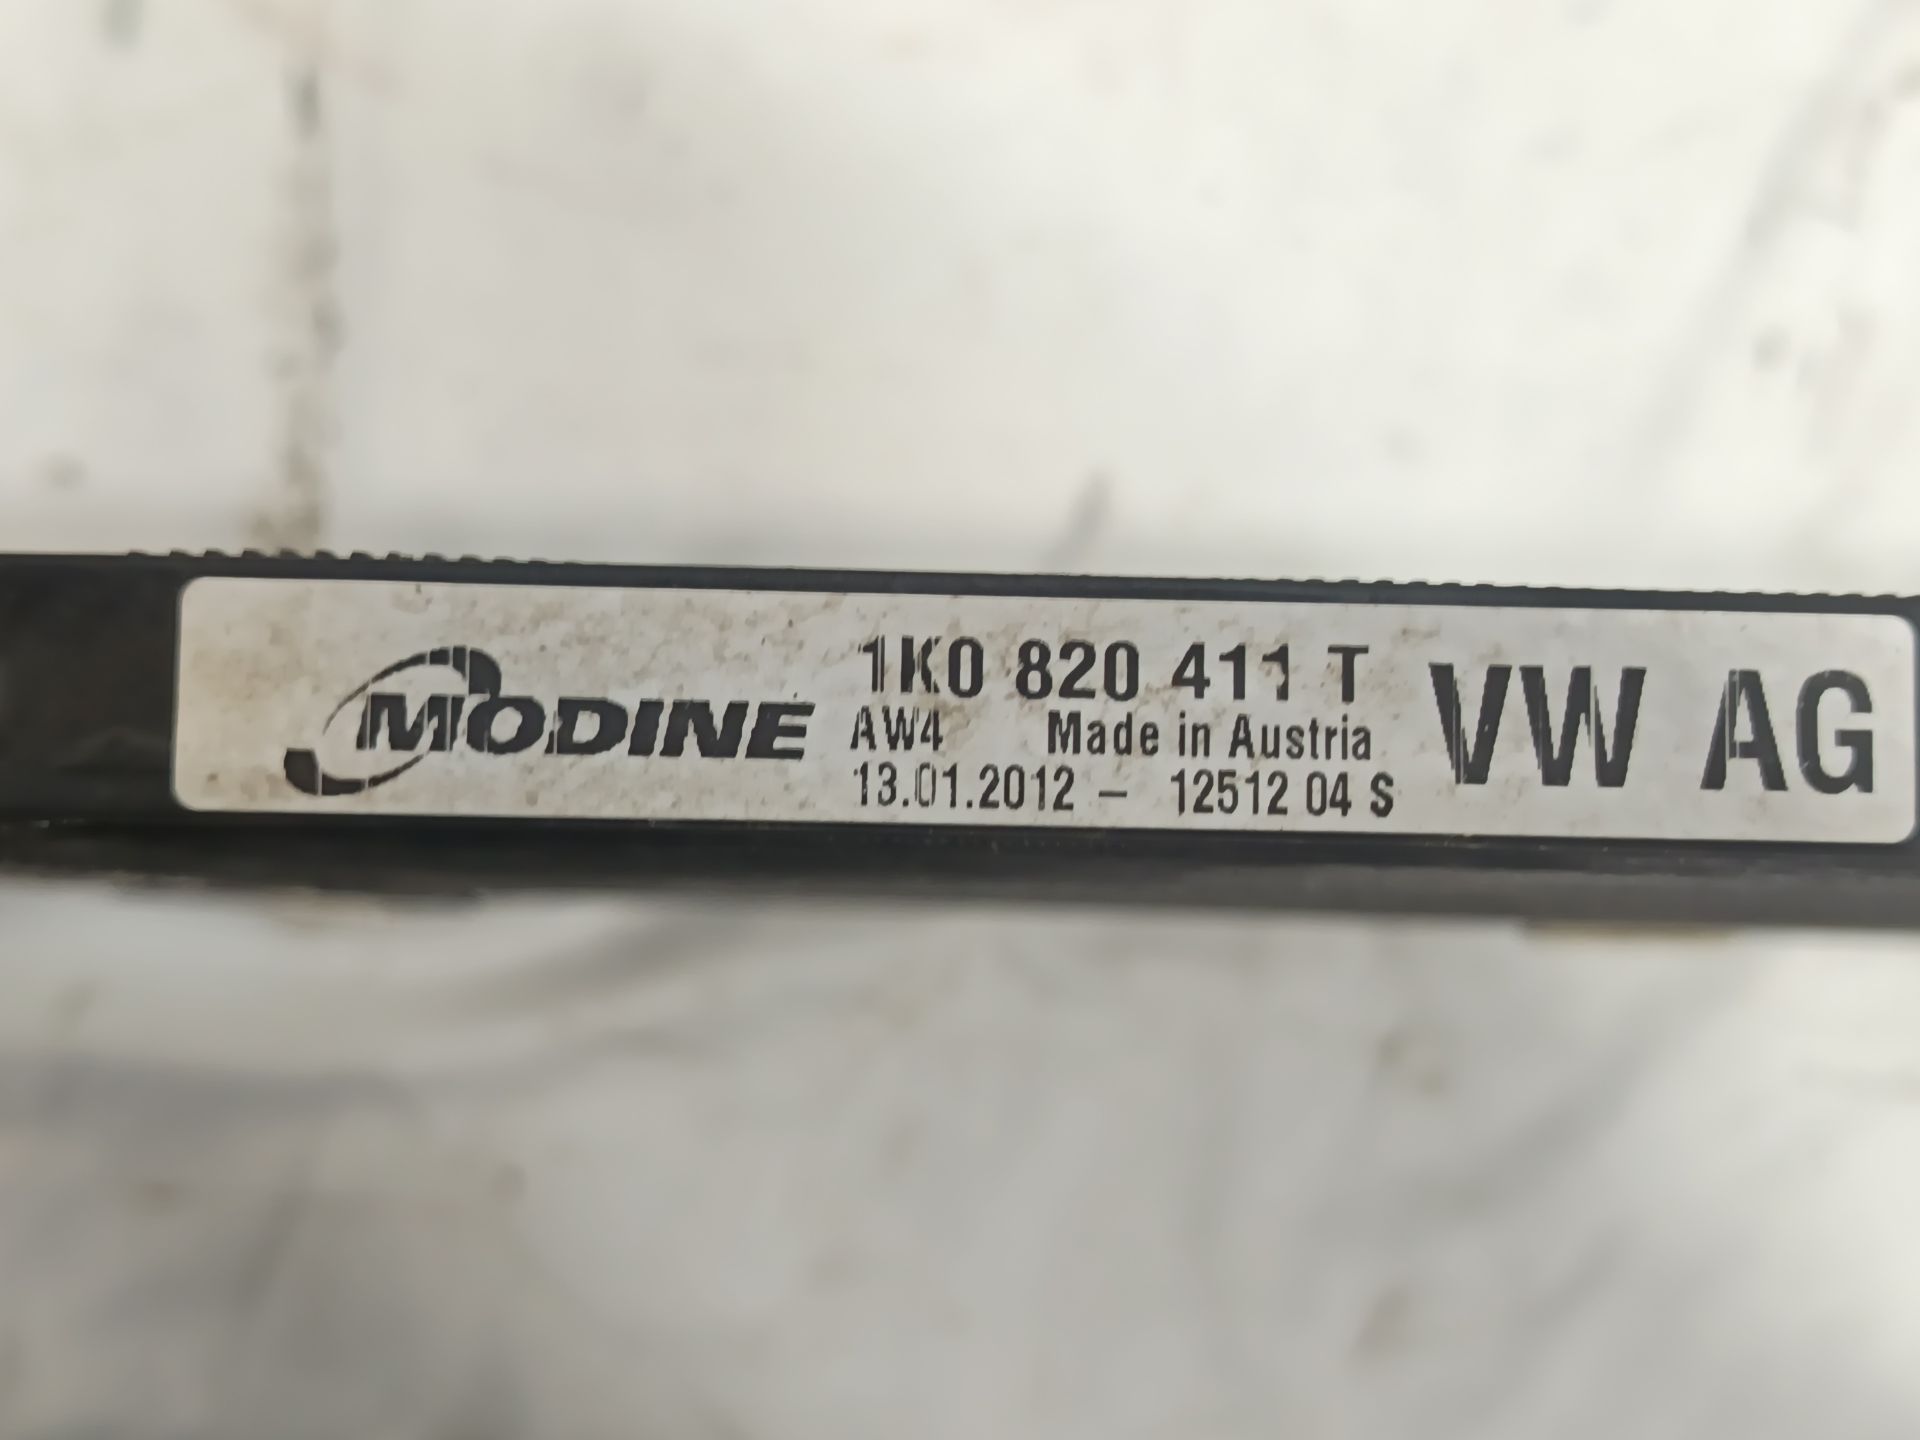 MODINE
1K0 820 411 T
AW4 Made in Austria
13.01.2012 - 12512 04 S
VW AG